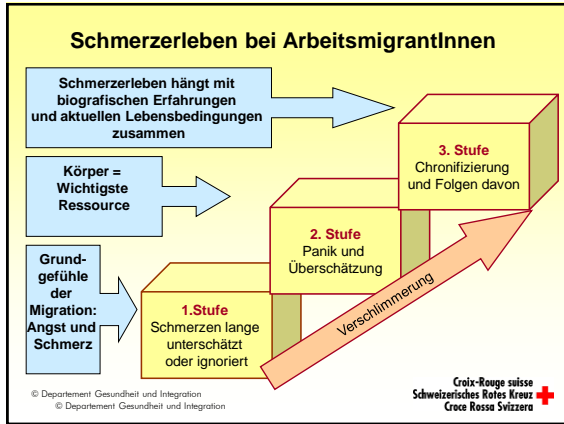 Schmerzerleben bei ArbeitsmigrantInnen
Schmerzerleben hängt mit
biografischen Erfahrungen
und aktuellen Lebensbedingungen
zusammen
3. Stufe
Chronifizierung
und Folgen davon
Körper =
Wichtigste
Ressource
2. Stufe
Panik und
Überschätzung
Grund-
gefühle
der
Migration:
Angst und
Schmerz
1.Stufe
Schmerzen lange
unterschätzt
oder ignoriert
Verschlimmerung
© Departement Gesundheit und Integration
© Departement Gesundheit und Integration
Croix-Rouge suisse
Schweizerisches Rotes Kreuz
Croce Rossa Svizzera